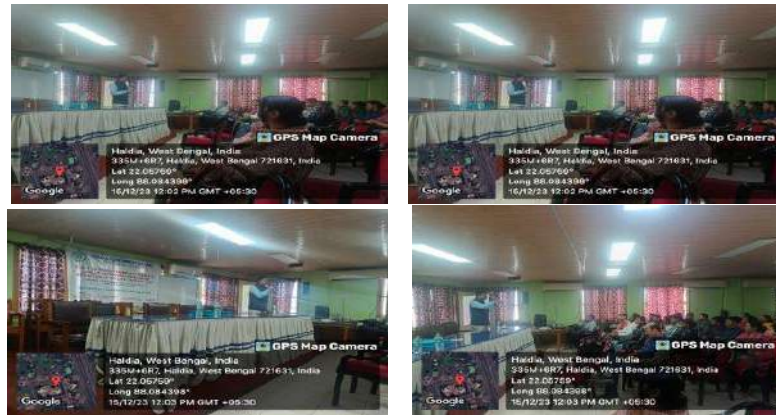 GPS Map Camera
Haldia, West Bengal, India
335M+6R7, Haldia, West Bengal 721631, India
Lat 22.05759°
Long 88.084398°
15/12/23 12:02 PM GMT +05:30
Google
GPS Map Camera
Haldia, West Bengal, India
335M+6R7, Haldia, West Bengal 721631, India
Lat 22.05759°
Long 88.084398°
15/12/23 12:02 PM GMT +05:30
Google
GPS Map Camera
Haldia, West Bengal, India
335M+6R7, Haldia, West Bengal 721631, India
Lat 22.05759°
Long 88.084398°
15/12/23 12:03 PM GMT +05:30
Google
GPS Map Camera
Haldia, West Bengal, India
335M+6R7, Haldia, West Bengal 721631, India
Lat 22.05759°
Long 88.084398°
15/12/23 12:03 PM GMT +05:30
Google